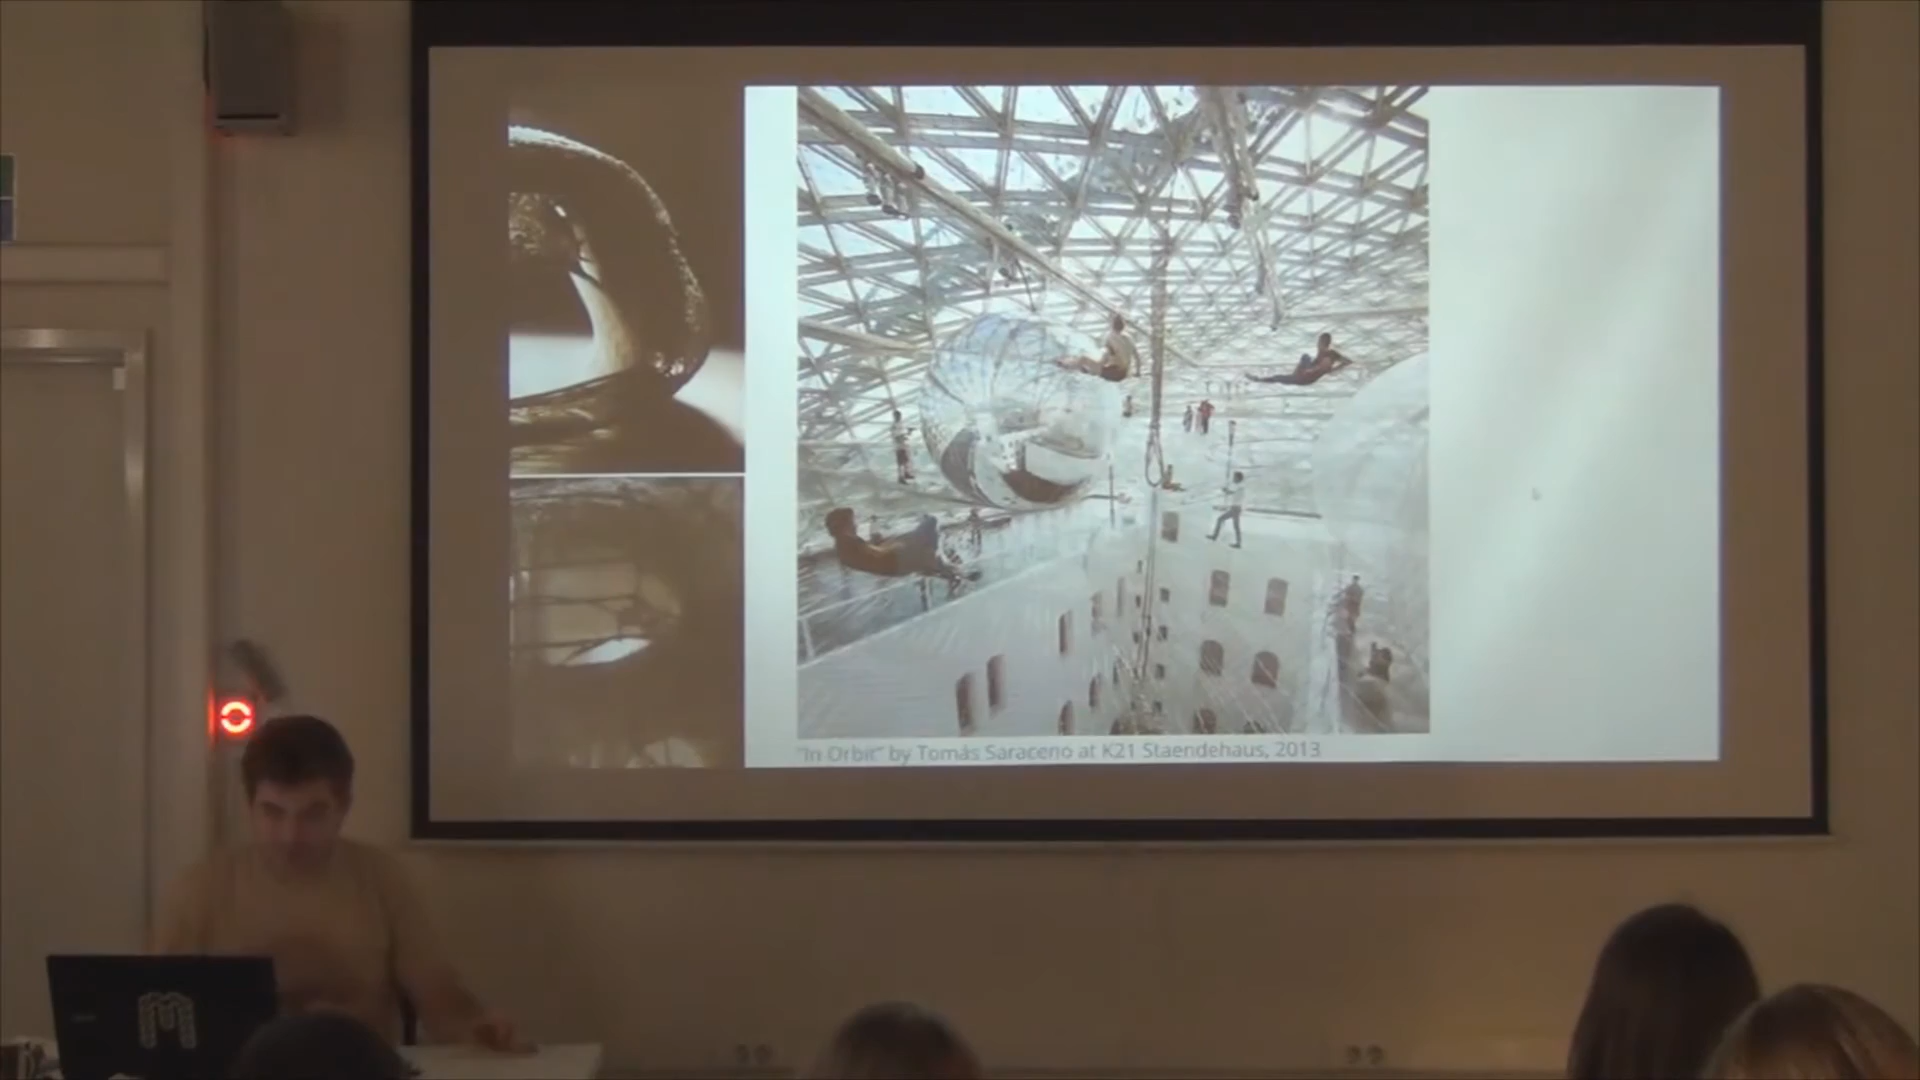 "In Orbit" by Tomás Saraceno at K21 Staendehaus, 2013